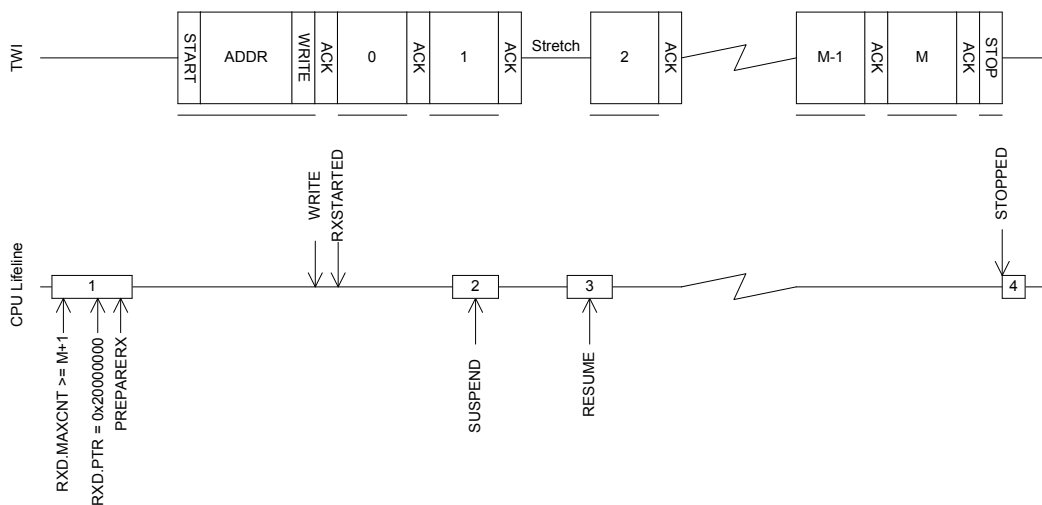 TWI
START
ADDR
WRITE
ACK
0
ACK
1
ACK
Stretch
2
ACK
M-1
ACK
M
ACK
STOP
CPU Lifeline
WRITE
RXSTARTED
STOPPED
1
2
3
4
RXD.MAXCNT >= M+1
RXD.PTR = 0x20000000
PREPARERX
SUSPEND
RESUME